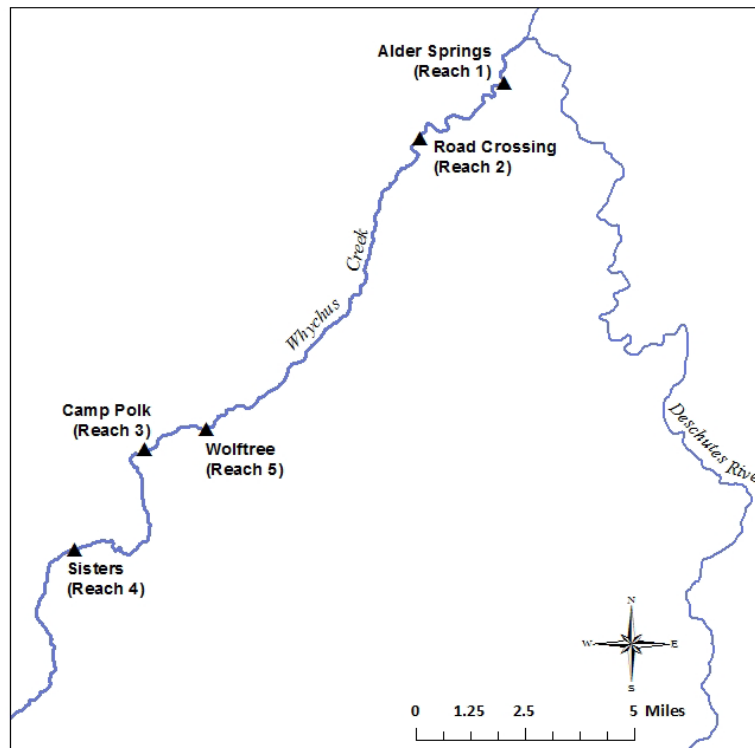 Alder Springs
(Reach 1)
Road Crossing
(Reach 2)
Whychus Creek
Camp Polk
(Reach 3)
Wolftree
(Reach 5)
Deschutes River
Sisters
(Reach 4)
N
W E
S
0 1.25 2.5 5 Miles